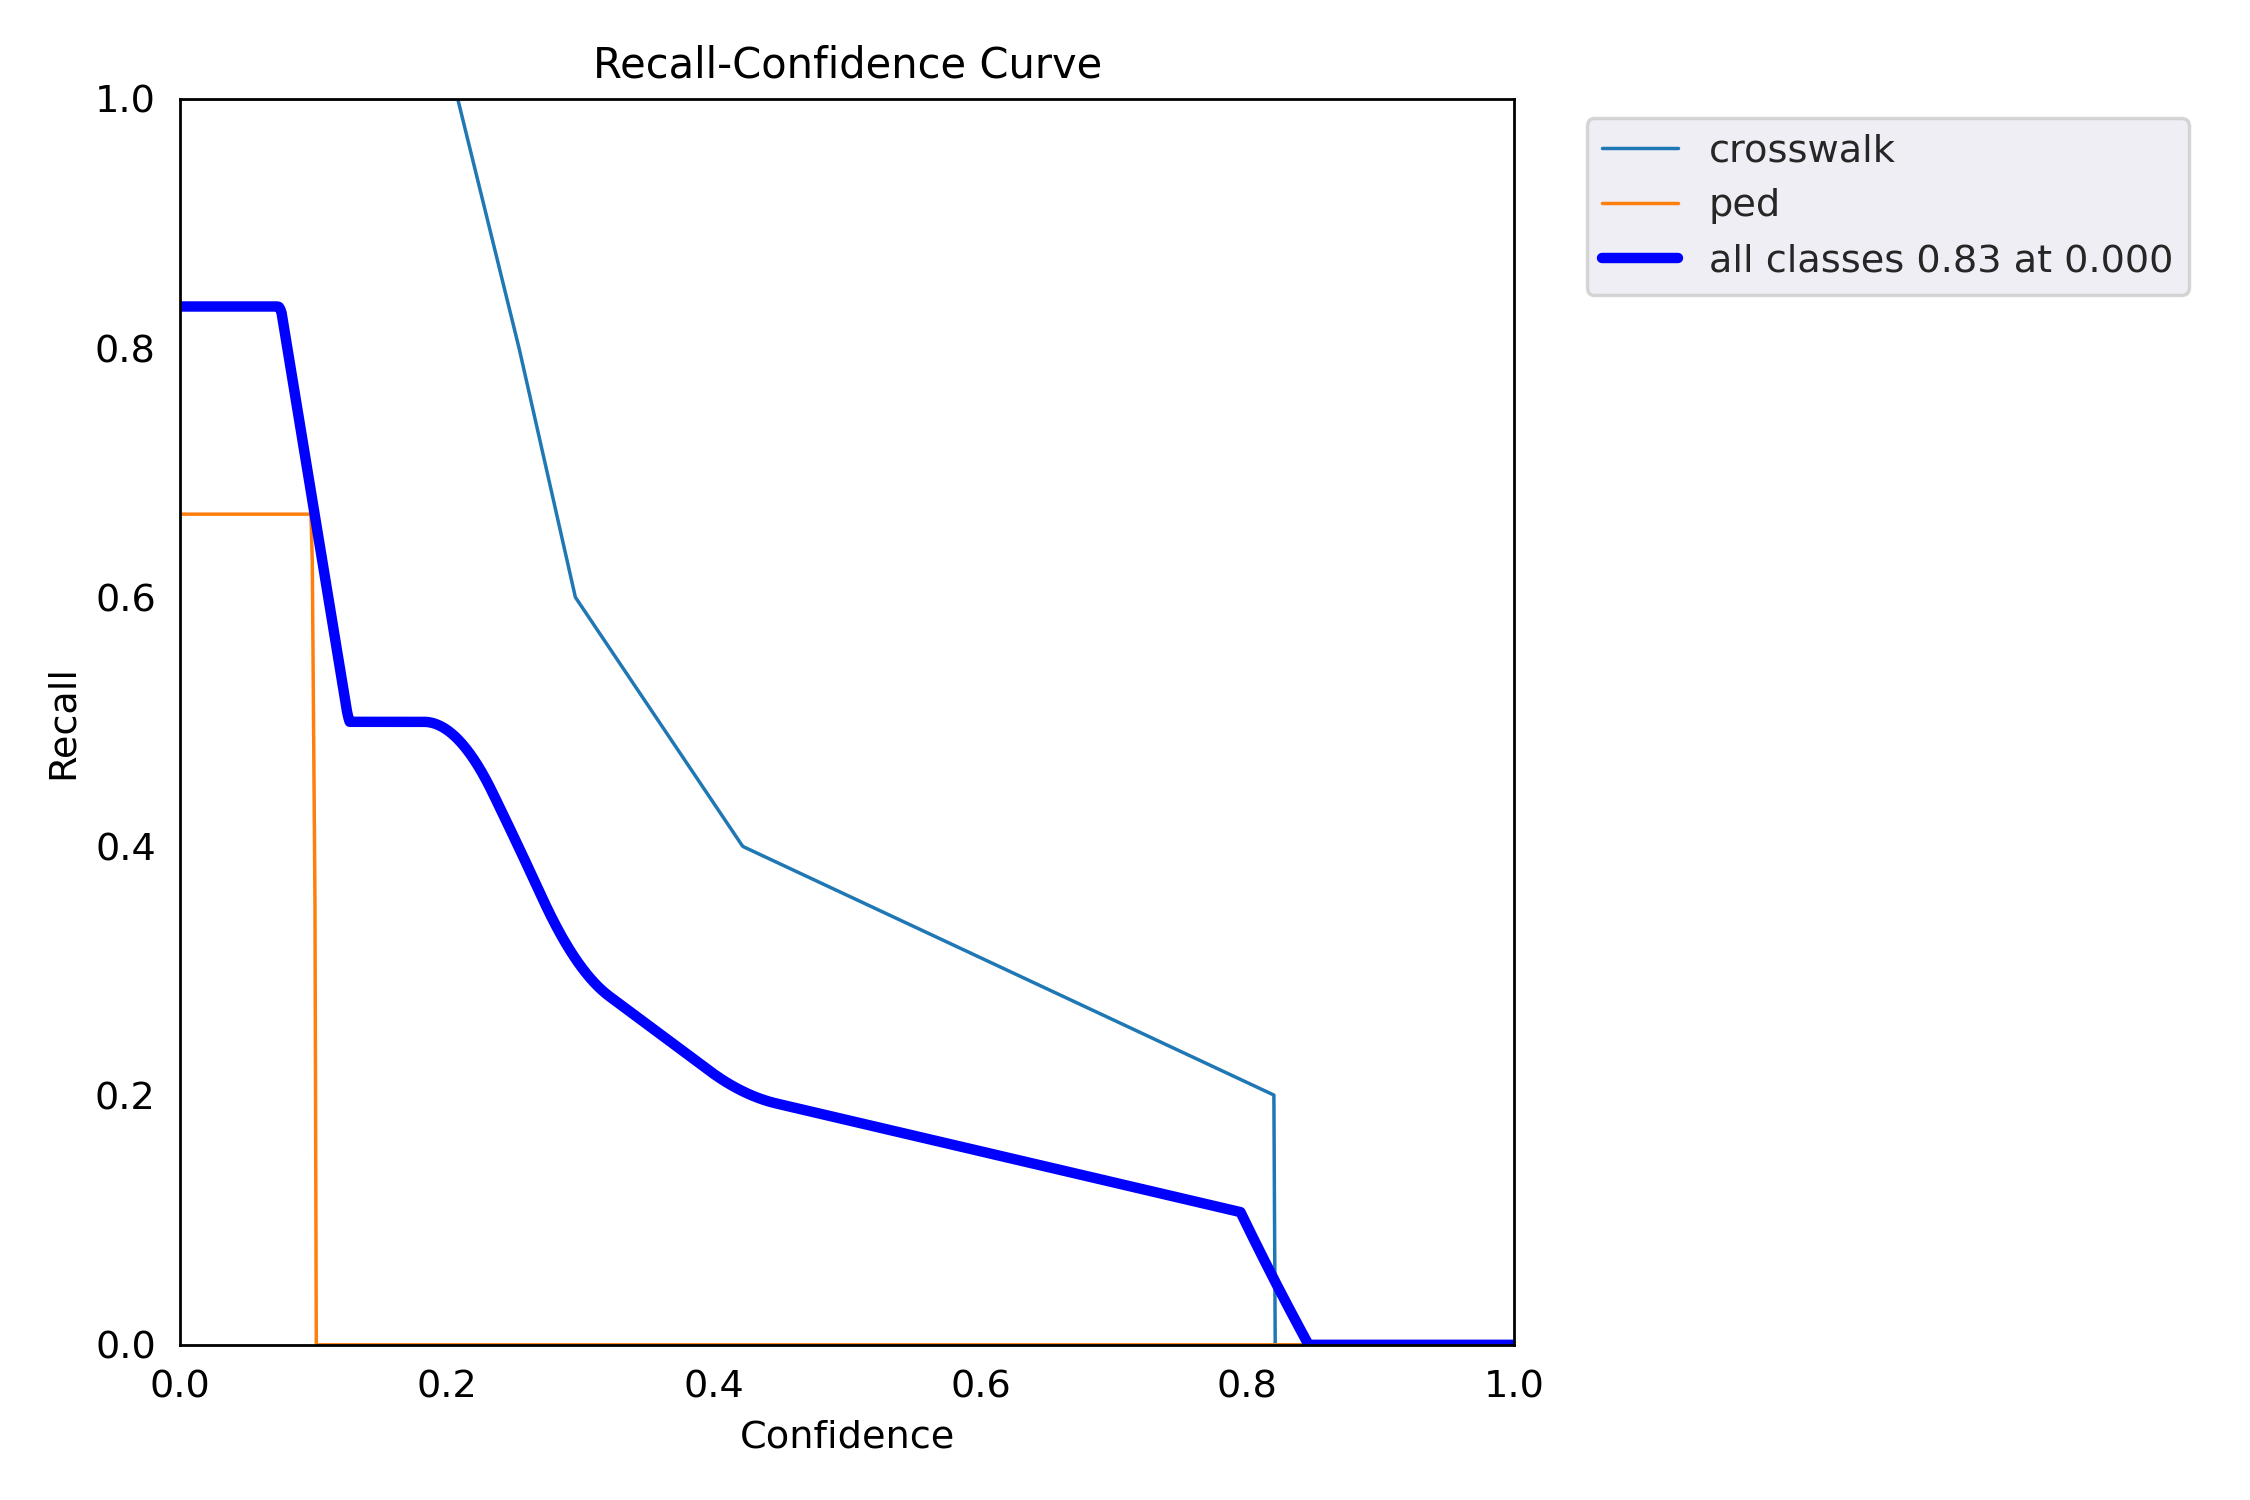 Recall-Confidence Curve
1.0
0.8
0.6
0.4
0.2
0.0
Recall
0.0 0.2 0.4 0.6 0.8 1.0
Confidence
crosswalk
ped
all classes 0.83 at 0.000